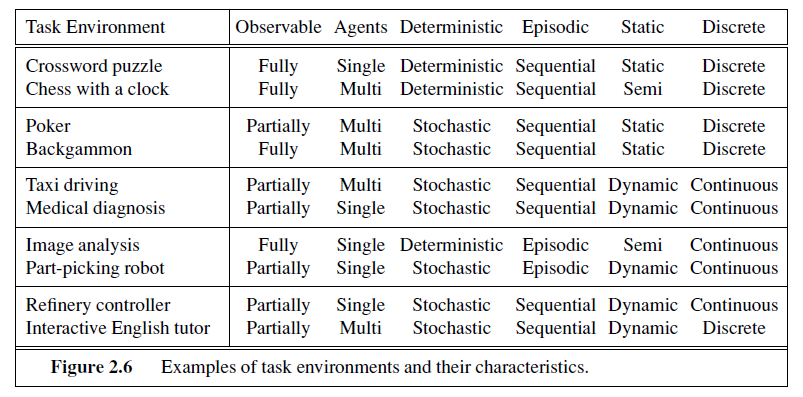 Task Environment Observable Agents Deterministic Episodic Static Discrete
Crossword puzzle Fully Single Deterministic Sequential Static Discrete
Chess with a clock Fully Multi Deterministic Sequential Semi Discrete
Poker Partially Multi Stochastic Sequential Static Discrete
Backgammon Fully Multi Stochastic Sequential Static Discrete
Taxi driving Partially Multi Stochastic Sequential Dynamic Continuous
Medical diagnosis Partially Single Stochastic Sequential Dynamic Continuous
Image analysis Fully Single Deterministic Episodic Semi Continuous
Part-picking robot Partially Single Stochastic Episodic Dynamic Continuous
Refinery controller Partially Single Stochastic Sequential Dynamic Continuous
Interactive English tutor Partially Multi Stochastic Sequential Dynamic Discrete
Figure 2.6 Examples of task environments and their characteristics.